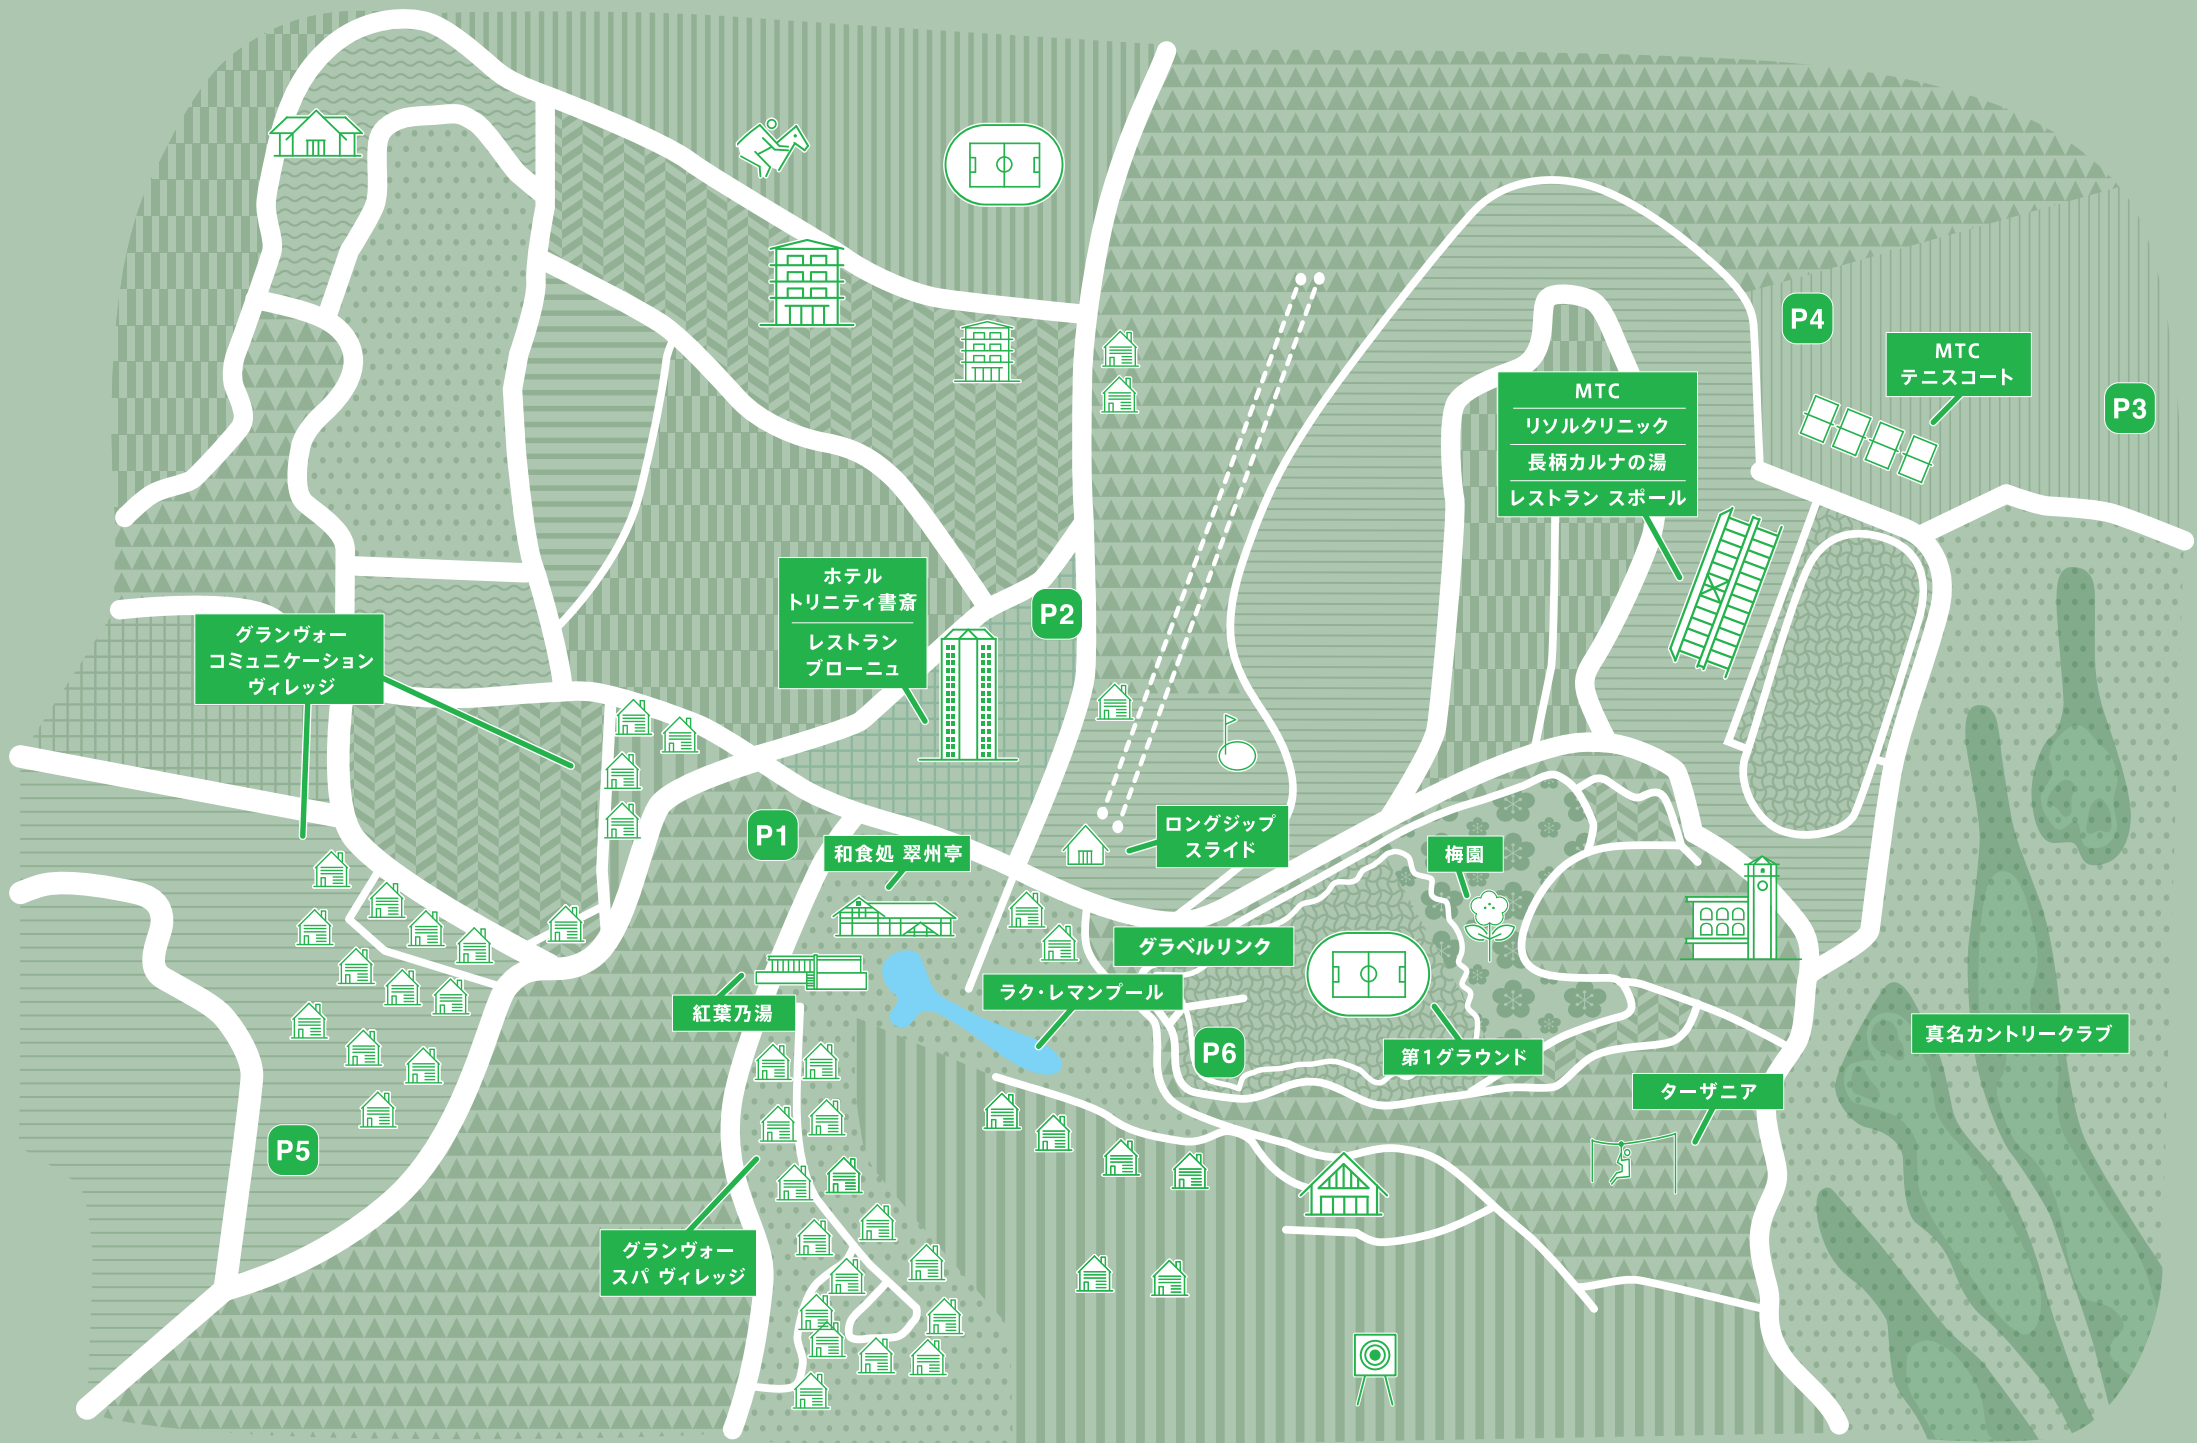 P4
MTC
テニスコート
P3
MTC
リソルクリニック
長柄カルナの湯
レストラン スポール
ホテル
トリニティ書斎
レストラン
ブローニュ
P2
グランヴォー
コミュニケーション
ヴィレッジ
P1
和食処 翠州亭
ロングジップ
スライド
梅園
グラベルリンク
ラク・レマンプール
紅葉乃湯
P6
第1グラウンド
真名カントリークラブ
ターザニア
P5
グランヴォー
スパ ヴィレッジ